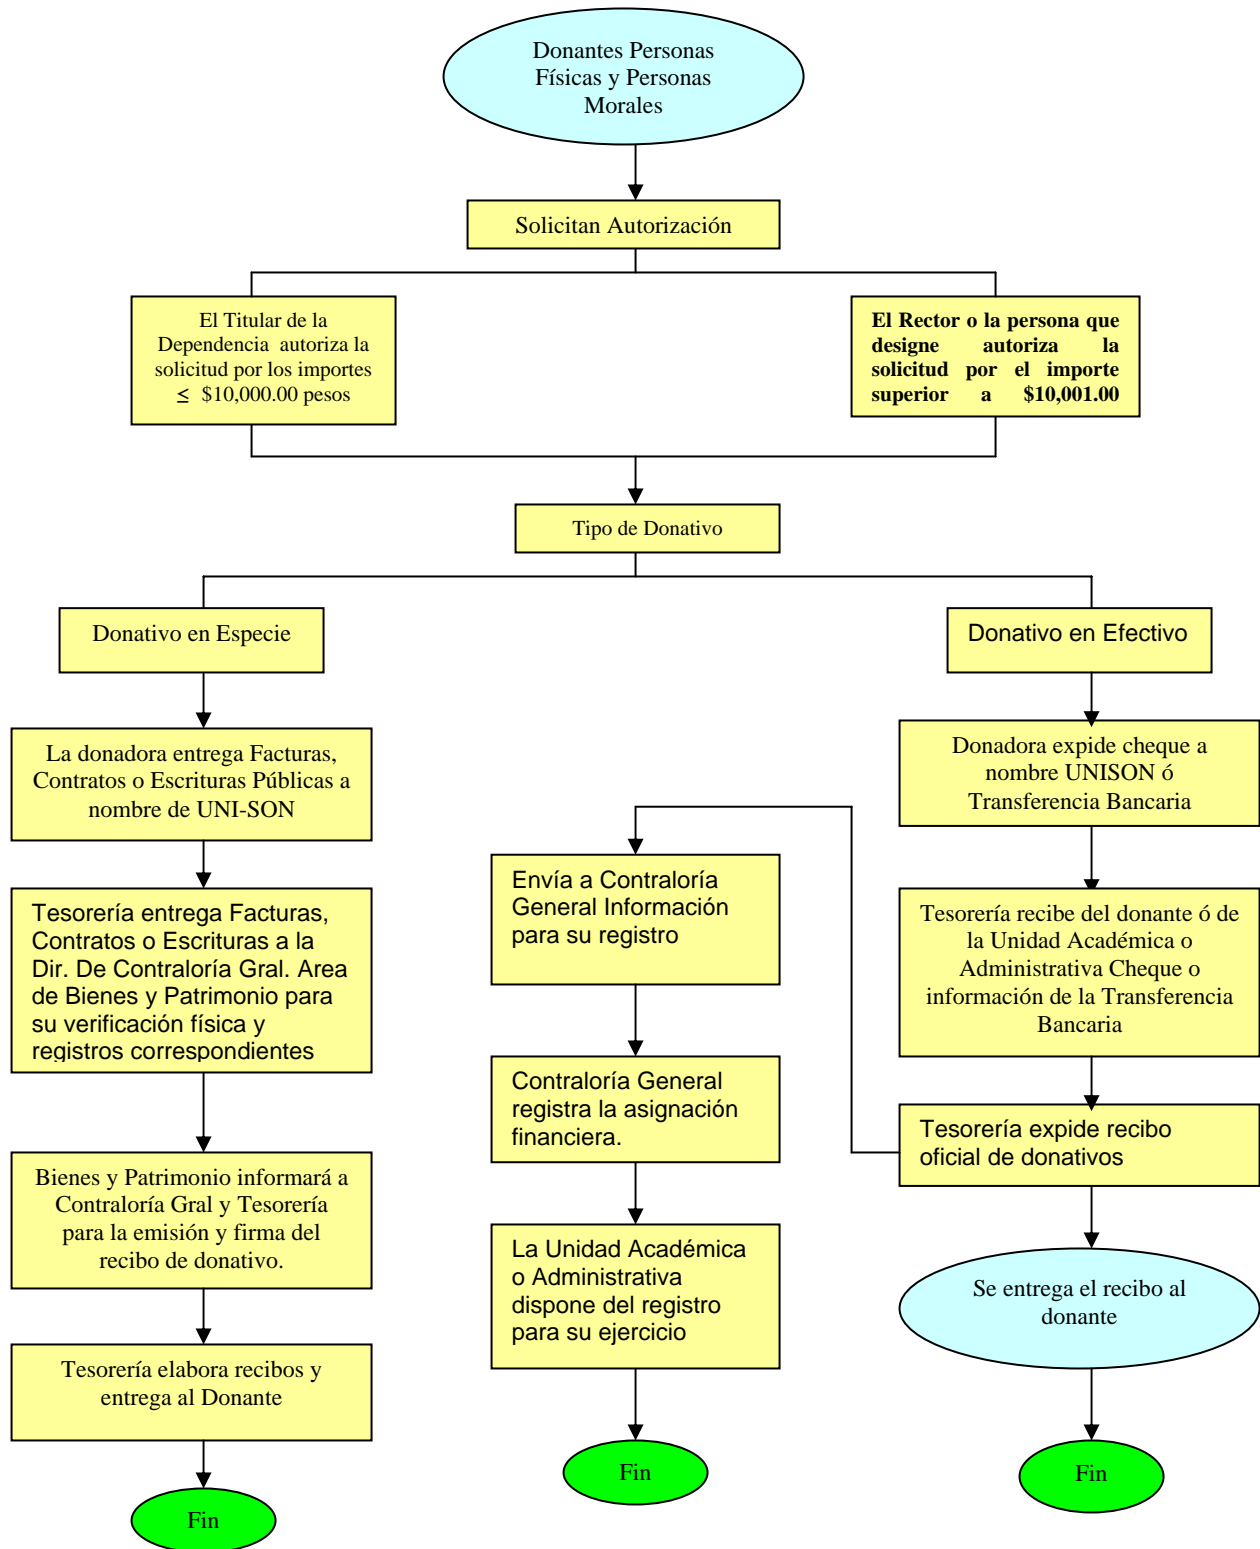 Donantes Personas
Físicas y Personas
Morales
Solicitan Autorización
El Titular de la
Dependencia autoriza la
solicitud por los importes
≤ $10,000.00 pesos
El Rector o la persona que
designe autoriza la
solicitud por el importe
superior a $10,001.00
Tipo de Donativo
Donativo en Especie
Donativo en Efectivo
La donadora entrega Facturas,
Contratos o Escrituras Públicas a
nombre de UNI-SON
Donadora expide cheque a
nombre UNISON ó
Transferencia Bancaria
Tesorería entrega Facturas,
Contratos o Escrituras a la
Dir. De Contraloría Gral. Area
de Bienes y Patrimonio para
su verificación física y
registros correspondientes
Envía a Contraloría
General Información
para su registro
Tesorería recibe del donante ó de
la Unidad Académica o
Administrativa Cheque o
información de la Transferencia
Bancaria
Contraloría General
registra la asignación
financiera.
Tesorería expide recibo
oficial de donativos
Bienes y Patrimonio informará a
Contraloría Gral y Tesorería
para la emisión y firma del
recibo de donativo.
La Unidad Académica
o Administrativa
dispone del registro
para su ejercicio
Se entrega el recibo al
donante
Tesorería elabora recibos y
entrega al Donante
Fin
Fin
Fin